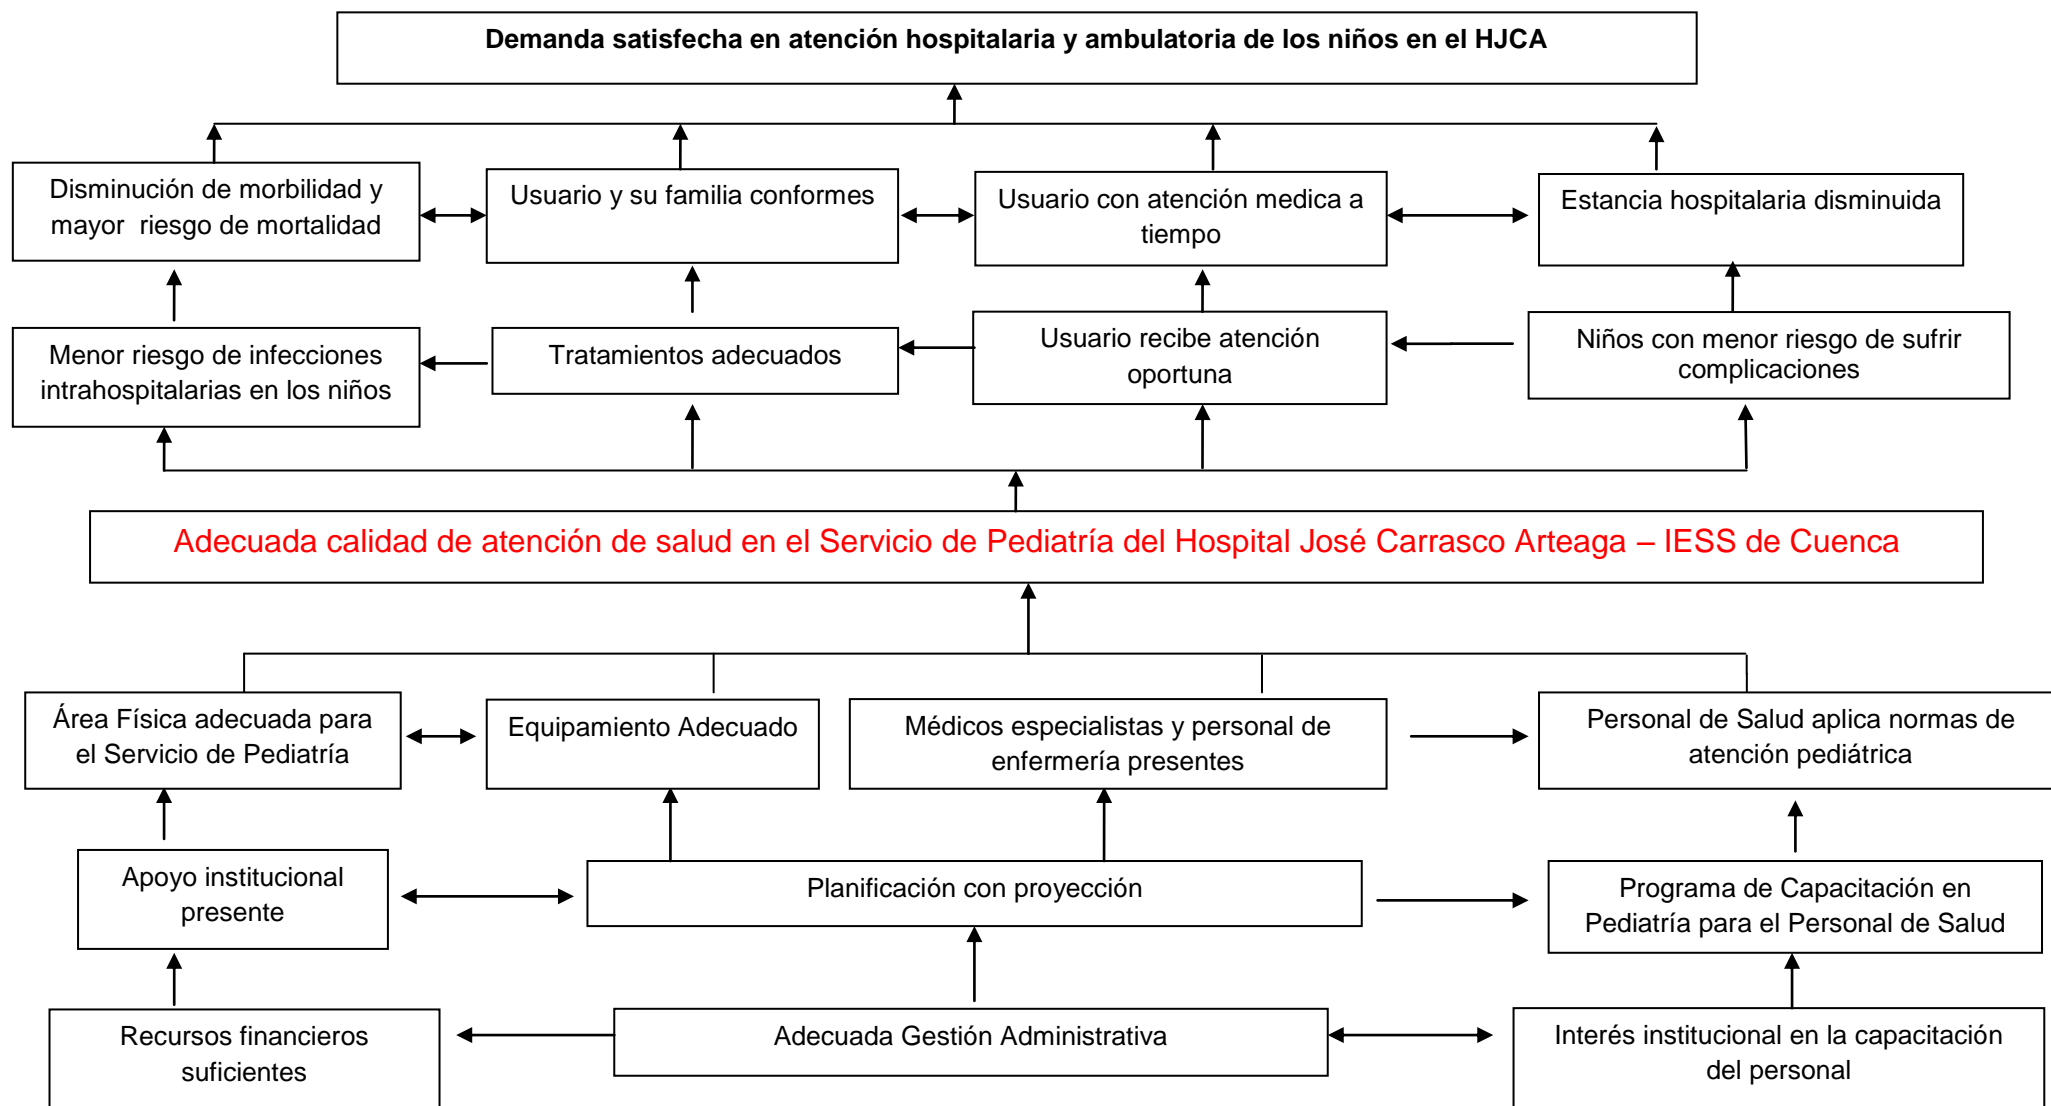 Demanda satisfecha en atención hospitalaria y ambulatoria de los niños en el HJCA
Disminución de morbilidad y
mayor riesgo de mortalidad
Usuario y su familia conformes
Usuario con atención medica a
tiempo
Estancia hospitalaria disminuida
Menor riesgo de infecciones
intrahospitalarias en los niños
Tratamientos adecuados
Usuario recibe atención
oportuna
Niños con menor riesgo de sufrir
complicaciones
Adecuada calidad de atención de salud en el Servicio de Pediatría del Hospital José Carrasco Arteaga – IESS de Cuenca
Área Física adecuada para
el Servicio de Pediatría
Equipamiento Adecuado
Médicos especialistas y personal de
enfermería presentes
Personal de Salud aplica normas de
atención pediátrica
Apoyo institucional
presente
Planificación con proyección
Programa de Capacitación en
Pediatría para el Personal de Salud
Recursos financieros
suficientes
Adecuada Gestión Administrativa
Interés institucional en la capacitación
del personal